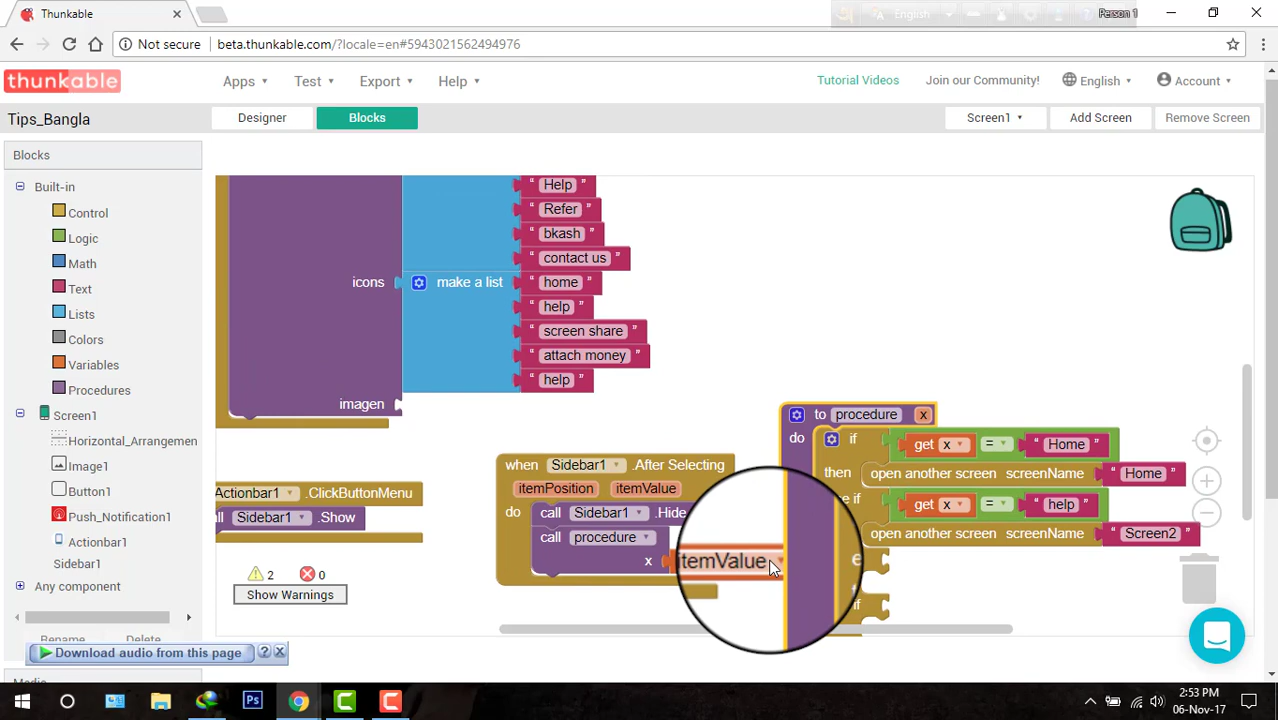 Thunkable
English
Person 1
Not secure
beta.thunkable.com/?locale=en#5943021562494976
thunkable
Apps
Test
Export
Help
Tutorial Videos
Join our Community!
English
Account
Tips_Bangla
Designer
Blocks
Screen1
Add Screen
Remove Screen
Blocks
Built-in
Control
Logic
Math
Text
Lists
Colors
Variables
Procedures
Screen1
Horizontal_Arrangemen
Image1
Button1
Push_Notification1
Actionbar1
Sidebar1
Any component
Rename
Delete
Media
Download audio from this page
?
" Help "
" Refer "
" bkash "
" contact us "
icons make a list " home "
" help "
" screen share "
" attach money "
" help "
imagen
Actionbar1 .ClickButtonMenu
Sidebar1 .Show
2
0
Show Warnings
when Sidebar1 .After Selecting
itemPosition itemValue
do call Sidebar1 .Hide
call procedure
x itemValue
to procedure x
do if get x = " Home "
then open another screen screenName " Home "
e if get x = " help "
open another screen screenName " Screen2 "
if
Ps
2:53 PM
06-Nov-17